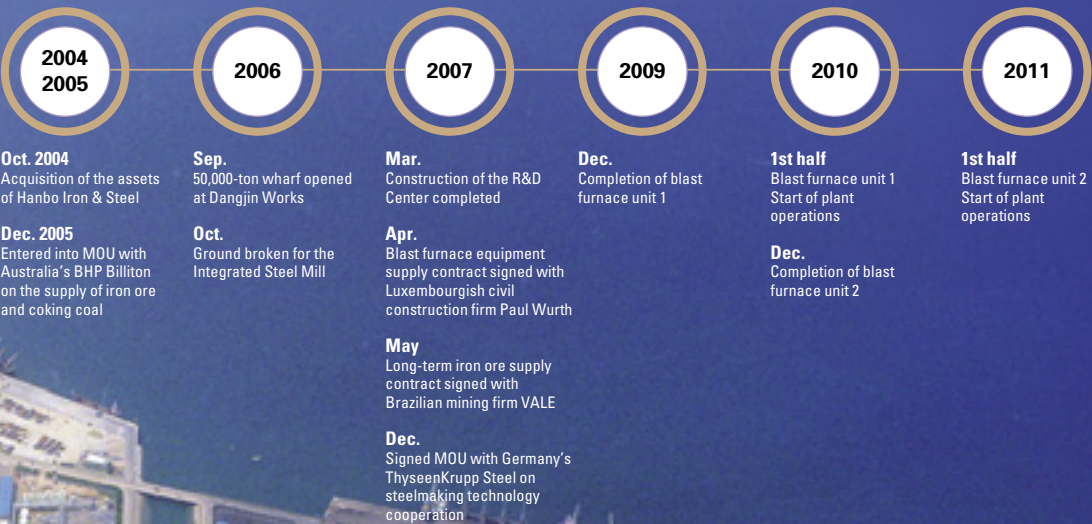 2004
2005
2006
2007
2009
2010
2011
Oct. 2004
Acquisition of the assets
of Hanbo Iron & Steel
Dec. 2005
Entered into MOU with
Australia's BHP Billiton
on the supply of iron ore
and coking coal
Sep.
50,000-ton wharf opened
at Dangjin Works
Oct.
Ground broken for the
Integrated Steel Mill
Mar.
Construction of the R&D
Center completed
Apr.
Blast furnace equipment
supply contract signed with
Luxembourgish civil
construction firm Paul Wurth
May
Long-term iron ore supply
contract signed with
Brazilian mining firm VALE
Dec.
Signed MOU with Germany's
ThyseenKrupp Steel on
steelmaking technology
cooperation
Dec.
Completion of blast
furnace unit 1
1st half
Blast furnace unit 1
Start of plant
operations
Dec.
Completion of blast
furnace unit 2
1st half
Blast furnace unit 2
Start of plant
operations